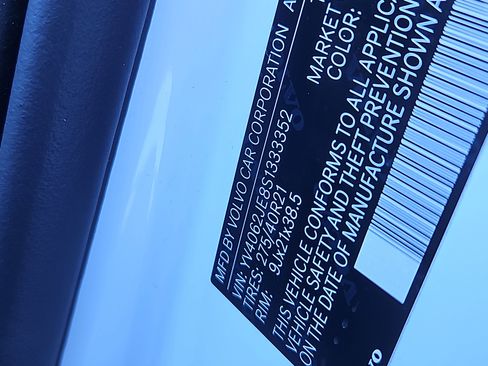 MFD BY VOLVO CAR CORPORATION A
VIN: YV4062JE8S1333352
TIRES: 275/40R21
RIM: 9Jx21x38.5
MARKET
COLOR:
THIS VEHICLE CONFORMS TO ALL APPLIC
VEHICLE SAFETY AND THEFT PREVENTION
ON THE DATE OF MANUFACTURE SHOWN A